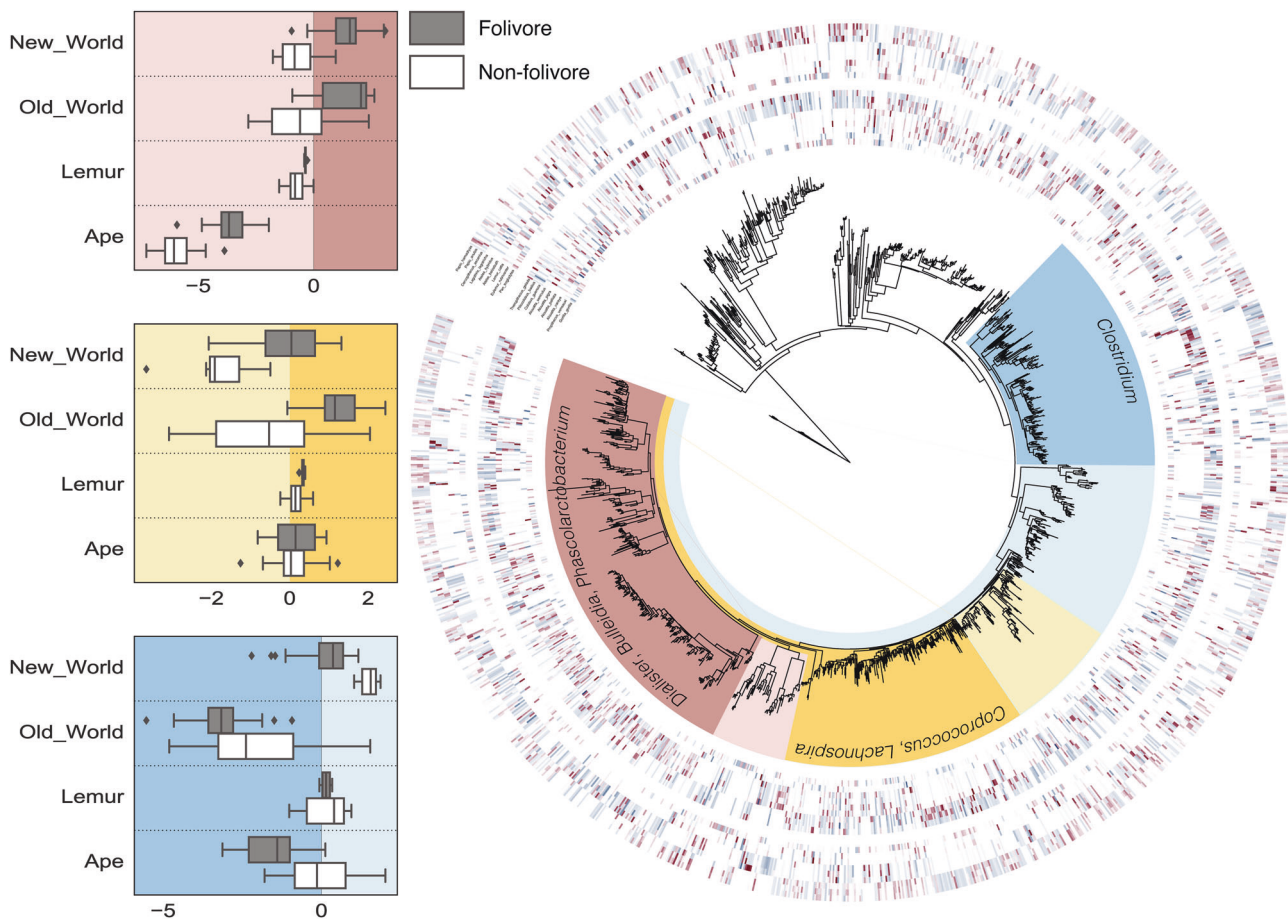 Folivore
Non-folivore
New_World
Old_World
Lemur
Ape
-5
0
New_World
Old_World
Lemur
Ape
-2
0
2
New_World
Old_World
Lemur
Ape
-5
0
Clostridium
Dialister, Bulleidia, Phascolarctobacterium
Coprococcus, Lachnospira